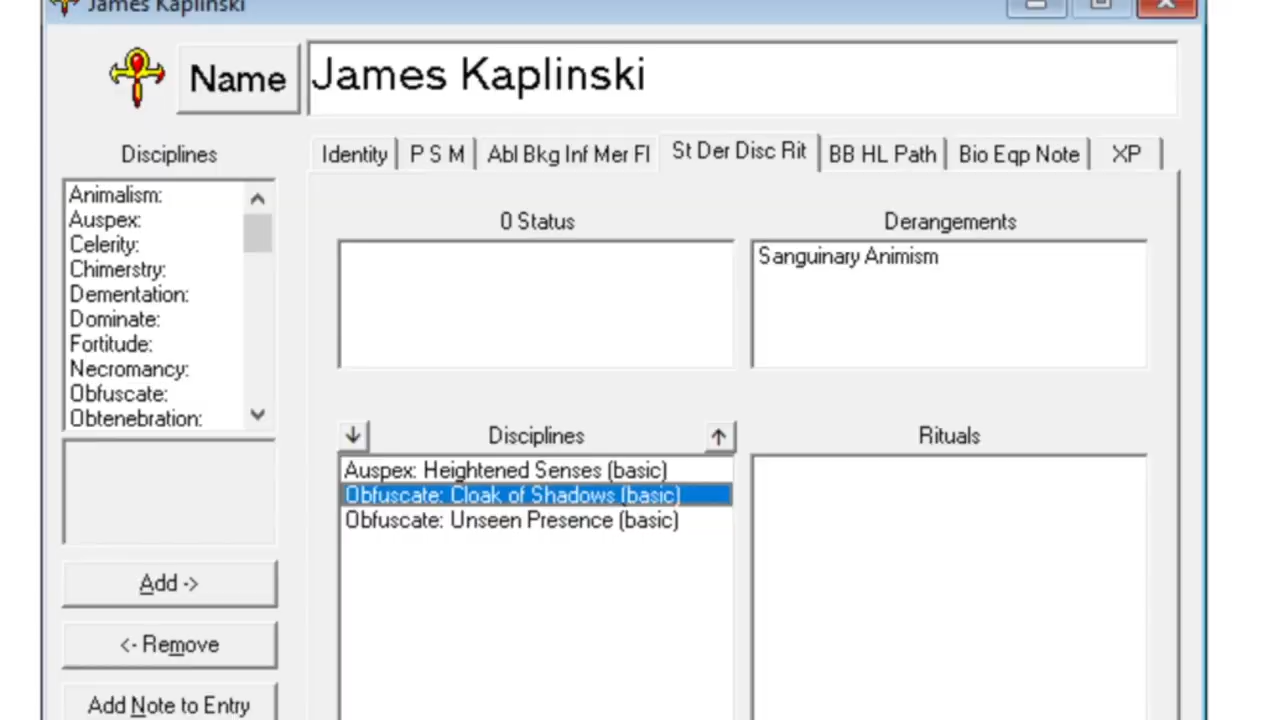 James Kaplinski
Name
James Kaplinski
Disciplines
Identity
P S M
Abl Bkg Inf Mer Fl
St Der Disc Rit
BB HL Path
Bio Eqp Note
XP
Animalism:
Auspex:
Celerity:
Chimerstry:
Dementation:
Dominate:
Fortitude:
Necromancy:
Obfuscate:
Obtenebration:
0 Status
Derangements
Sanguinary Animism
Disciplines
Auspex: Heightened Senses (basic)
Obfuscate: Cloak of Shadows (basic)
Obfuscate: Unseen Presence (basic)
Rituals
Add ->
<- Remove
Add Note to Entry